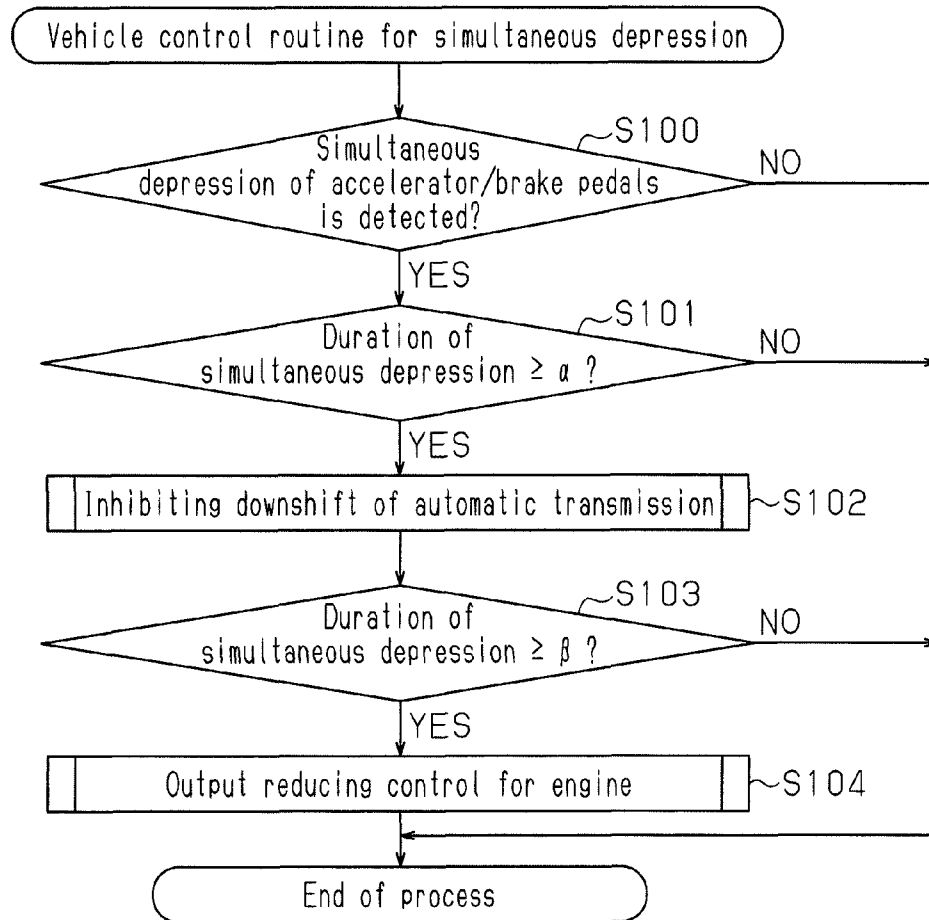 Vehicle control routine for simultaneous depression
S100
Simultaneous
depression of accelerator/brake pedals
is detected?
NO
YES
S101
Duration of
simultaneous depression ≥ α ?
NO
YES
Inhibiting downshift of automatic transmission
S102
S103
Duration of
simultaneous depression ≥ β ?
NO
YES
Output reducing control for engine
S104
End of process